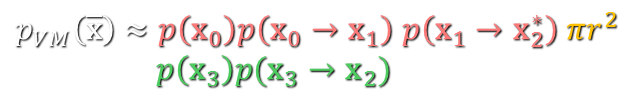 p_{VM}(x̅) ≈ p(x₀)p(x₀ → x₁) p(x₁ → x₂*) πr²
p(x₃)p(x₃ → x₂)